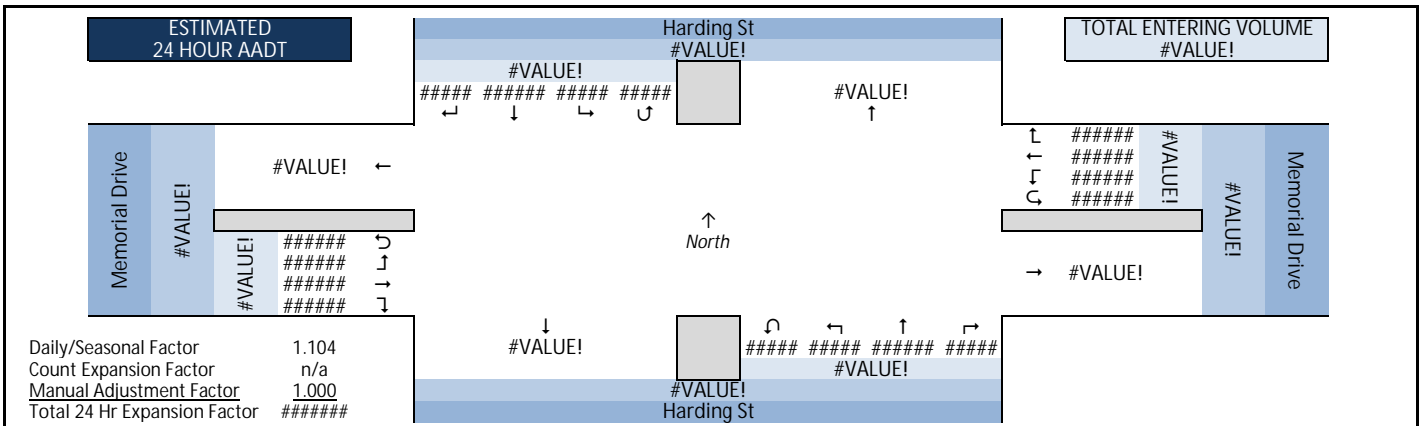 ESTIMATED
24 HOUR AADT
Harding St
#VALUE!
TOTAL ENTERING VOLUME
#VALUE!
#VALUE!
##### ###### ##### #####
↵ ↓ ↳ ↺
#VALUE!
↑
Memorial Drive
#VALUE!
#VALUE! ←
#VALUE!
###### ⮌
###### ↑
###### →
###### ↴
↑
North
↑ ######
← ######
↓ ######
⮎ ######
#VALUE!
#VALUE!
Memorial Drive
→ #VALUE!
↓
#VALUE!
↶ ↰ ↑ ↱
##### ##### ###### #####
#VALUE!
#VALUE!
Harding St
Daily/Seasonal Factor 1.104
Count Expansion Factor n/a
Manual Adjustment Factor 1.000
Total 24 Hr Expansion Factor #######